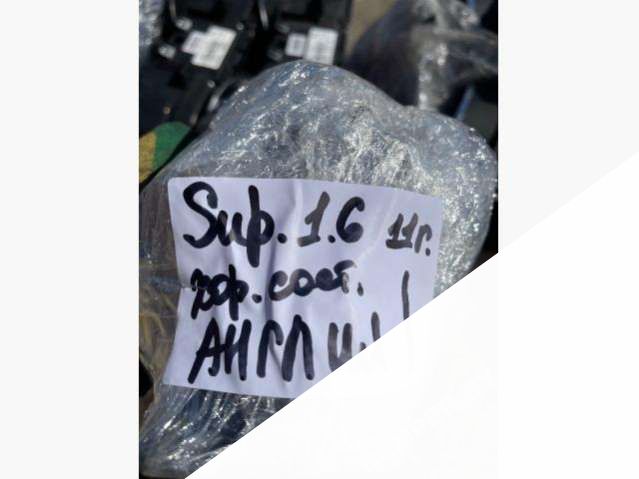 Sup. 1.6 11г.
хор. сост.
АНГЛИ